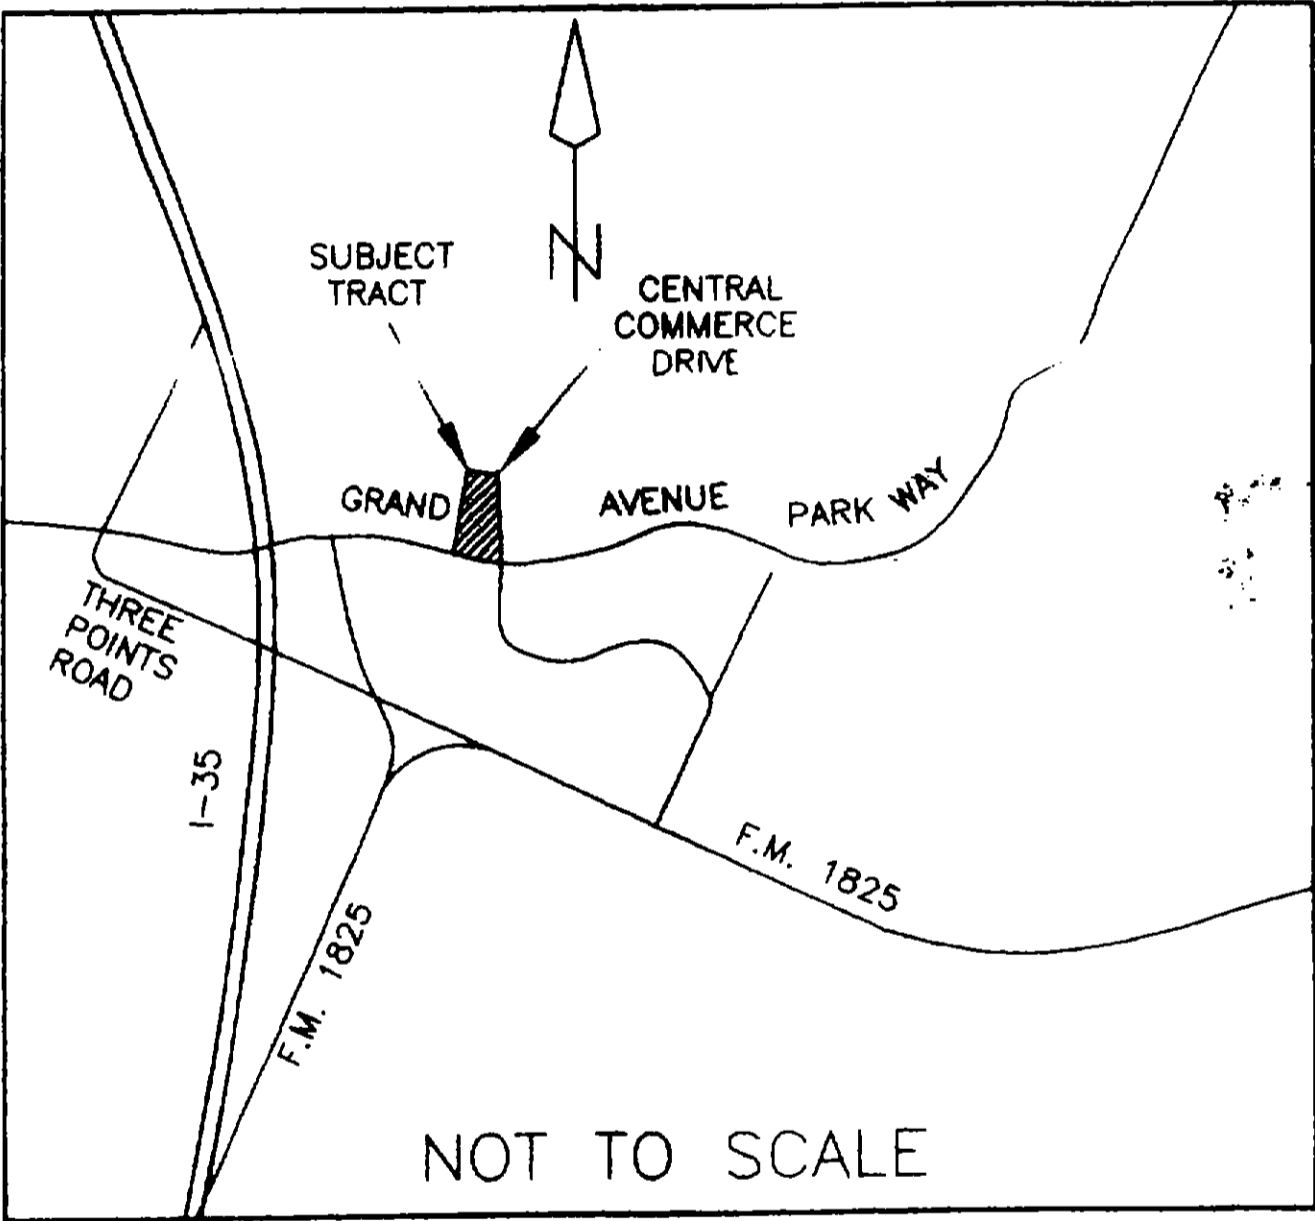 N
SUBJECT
TRACT
CENTRAL
COMMERCE
DRIVE
GRAND AVENUE PARK WAY
THREE
POINTS
ROAD
I-35
F.M. 1825
F.M. 1825
NOT TO SCALE